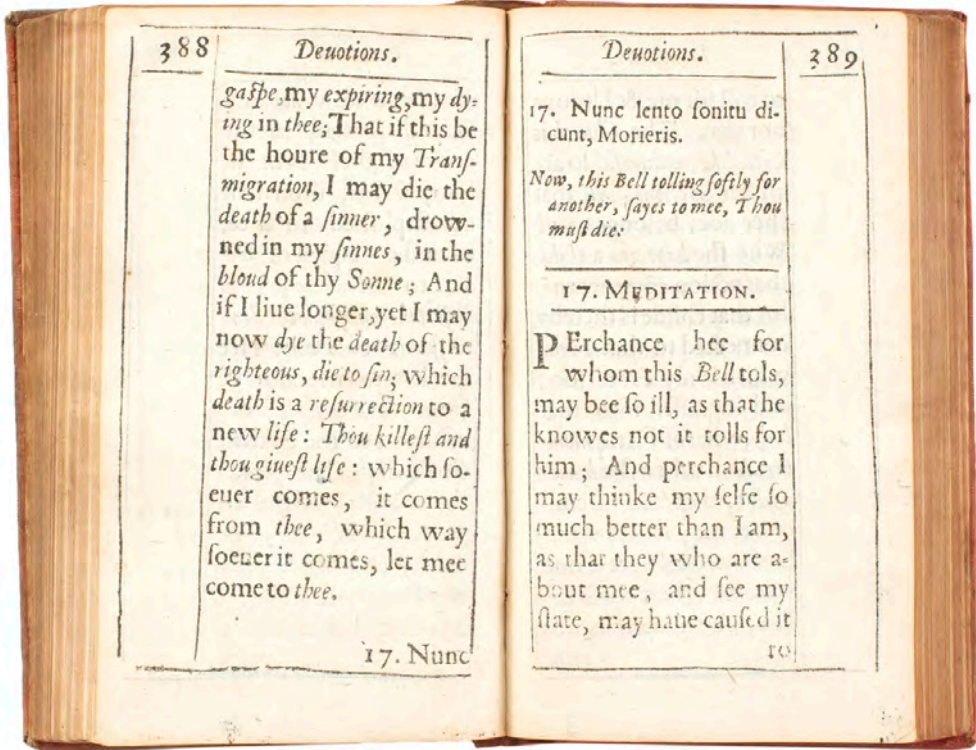 388
Deuotions.
gaſpe, my expiring, my dy-
ing in thee; That if this be
the houre of my Tranſ-
migration, I may die the
death of a ſinner, drow-
ned in my ſinnes, in the
bloud of thy Sonne; And
if I liue longer, yet I may
now dye the death of the
righteous, die to ſin; which
death is a reſurrection to a
new life: Thou killeſt and
thou giueſt life: which ſo-
euer comes, it comes
from thee, which way
ſoeuer it comes, let mee
come to thee.
17. Nunc
Deuotions.
389
17. Nunc lento ſonitu di-
cunt, Morieris.
Now, this Bell tolling ſoftly for
another, ſayes to mee, Thou
muſt die.
17. MEDITATION.
PErchance hee for
whom this Bell tols,
may bee ſo ill, as that he
knowes not it tolls for
him; And perchance I
may thinke my ſelfe ſo
much better than I am,
as that they who are a-
bout mee, and ſee my
ſtate, may haue cauſed it
to